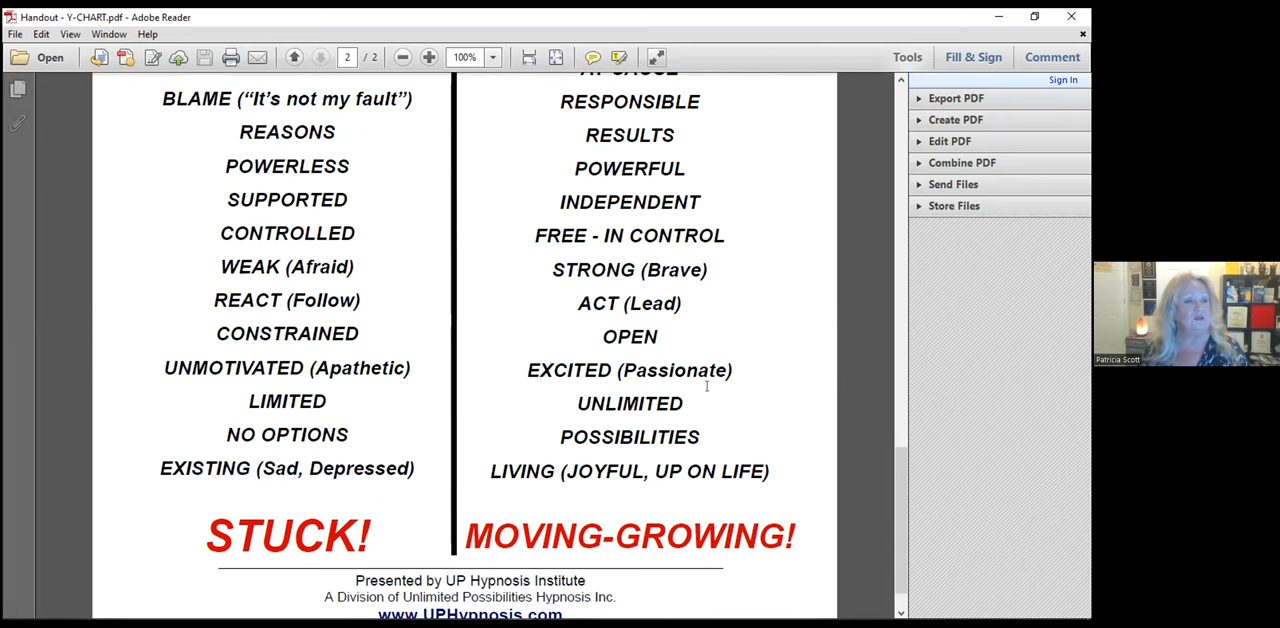 Handout - Y-CHART.pdf - Adobe Reader
File Edit View Window Help
Open 2 / 2 100% Tools Fill & Sign Comment
Sign In
Export PDF
Create PDF
Edit PDF
Combine PDF
Send Files
Store Files
BLAME (“It’s not my fault”)
REASONS
POWERLESS
SUPPORTED
CONTROLLED
WEAK (Afraid)
REACT (Follow)
CONSTRAINED
UNMOTIVATED (Apathetic)
LIMITED
NO OPTIONS
EXISTING (Sad, Depressed)
STUCK!
AT CAUSE
RESPONSIBLE
RESULTS
POWERFUL
INDEPENDENT
FREE - IN CONTROL
STRONG (Brave)
ACT (Lead)
OPEN
EXCITED (Passionate)
UNLIMITED
POSSIBILITIES
LIVING (JOYFUL, UP ON LIFE)
MOVING-GROWING!
Presented by UP Hypnosis Institute
A Division of Unlimited Possibilities Hypnosis Inc.
www.UPHypnosis.com
Patricia Scott